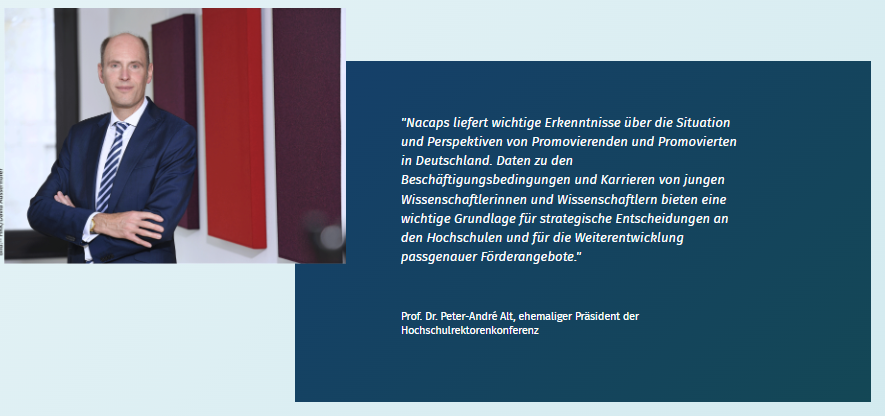 "Nacaps liefert wichtige Erkenntnisse über die Situation
und Perspektiven von Promovierenden und Promovierten
in Deutschland. Daten zu den
Beschäftigungsbedingungen und Karrieren von jungen
Wissenschaftlerinnen und Wissenschaftlern bieten eine
wichtige Grundlage für strategische Entscheidungen an
den Hochschulen und für die Weiterentwicklung
passgenauer Förderangebote."
Prof. Dr. Peter-André Alt, ehemaliger Präsident der
Hochschulrektorenkonferenz